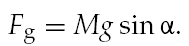 F_g = Mg sin α.